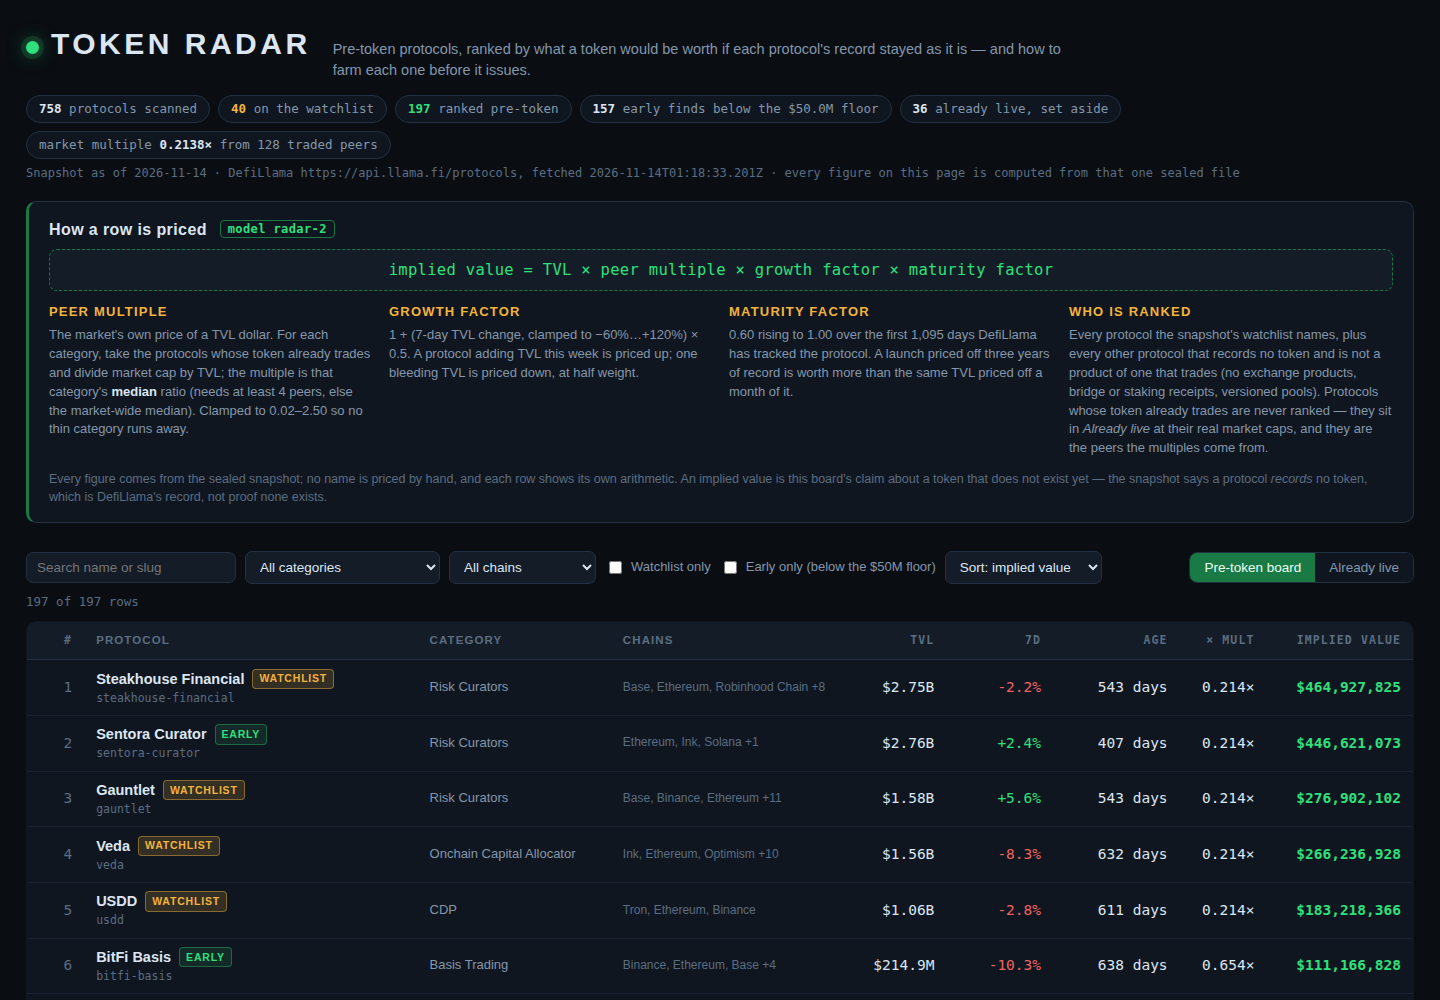 TOKEN RADAR
Pre-token protocols, ranked by what a token would be worth if each protocol's record stayed as it is — and how to
farm each one before it issues.
758 protocols scanned
40 on the watchlist
197 ranked pre-token
157 early finds below the $50.0M floor
36 already live, set aside
market multiple 0.2138× from 128 traded peers
Snapshot as of 2026-11-14 · DefiLlama https://api.llama.fi/protocols, fetched 2026-11-14T01:18:33.201Z · every figure on this page is computed from that one sealed file
How a row is priced
model radar-2
implied value = TVL × peer multiple × growth factor × maturity factor
PEER MULTIPLE
The market's own price of a TVL dollar. For each
category, take the protocols whose token already trades
and divide market cap by TVL; the multiple is that
category's median ratio (needs at least 4 peers, else
the market-wide median). Clamped to 0.02–2.50 so no
thin category runs away.
GROWTH FACTOR
1 + (7-day TVL change, clamped to −60%…+120%) ×
0.5. A protocol adding TVL this week is priced up; one
bleeding TVL is priced down, at half weight.
MATURITY FACTOR
0.60 rising to 1.00 over the first 1,095 days DefiLlama
has tracked the protocol. A launch priced off three years
of record is worth more than the same TVL priced off a
month of it.
WHO IS RANKED
Every protocol the snapshot's watchlist names, plus
every other protocol that records no token and is not a
product of one that trades (no exchange products,
bridge or staking receipts, versioned pools). Protocols
whose token already trades are never ranked — they sit
in Already live at their real market caps, and they are
the peers the multiples come from.
Every figure comes from the sealed snapshot; no name is priced by hand, and each row shows its own arithmetic. An implied value is this board's claim about a token that does not exist yet — the snapshot says a protocol records no token,
which is DefiLlama's record, not proof none exists.
Search name or slug
All categories
All chains
Watchlist only
Early only (below the $50M floor)
Sort: implied value
Pre-token board
Already live
197 of 197 rows
# PROTOCOL CATEGORY CHAINS TVL 7D AGE × MULT IMPLIED VALUE
1 Steakhouse Financial WATCHLIST Risk Curators Base, Ethereum, Robinhood Chain +8 $2.75B -2.2% 543 days 0.214× $464,927,825
steakhouse-financial
2 Sentora Curator EARLY Risk Curators Ethereum, Ink, Solana +1 $2.76B +2.4% 407 days 0.214× $446,621,073
sentora-curator
3 Gauntlet WATCHLIST Risk Curators Base, Binance, Ethereum +11 $1.58B +5.6% 543 days 0.214× $276,902,102
gauntlet
4 Veda WATCHLIST Onchain Capital Allocator Ink, Ethereum, Optimism +10 $1.56B -8.3% 632 days 0.214× $266,236,928
veda
5 USDD WATCHLIST CDP Tron, Ethereum, Binance $1.06B -2.8% 611 days 0.214× $183,218,366
usdd
6 BitFi Basis EARLY Basis Trading Binance, Ethereum, Base +4 $214.9M -10.3% 638 days 0.654× $111,166,828
bitfi-basis